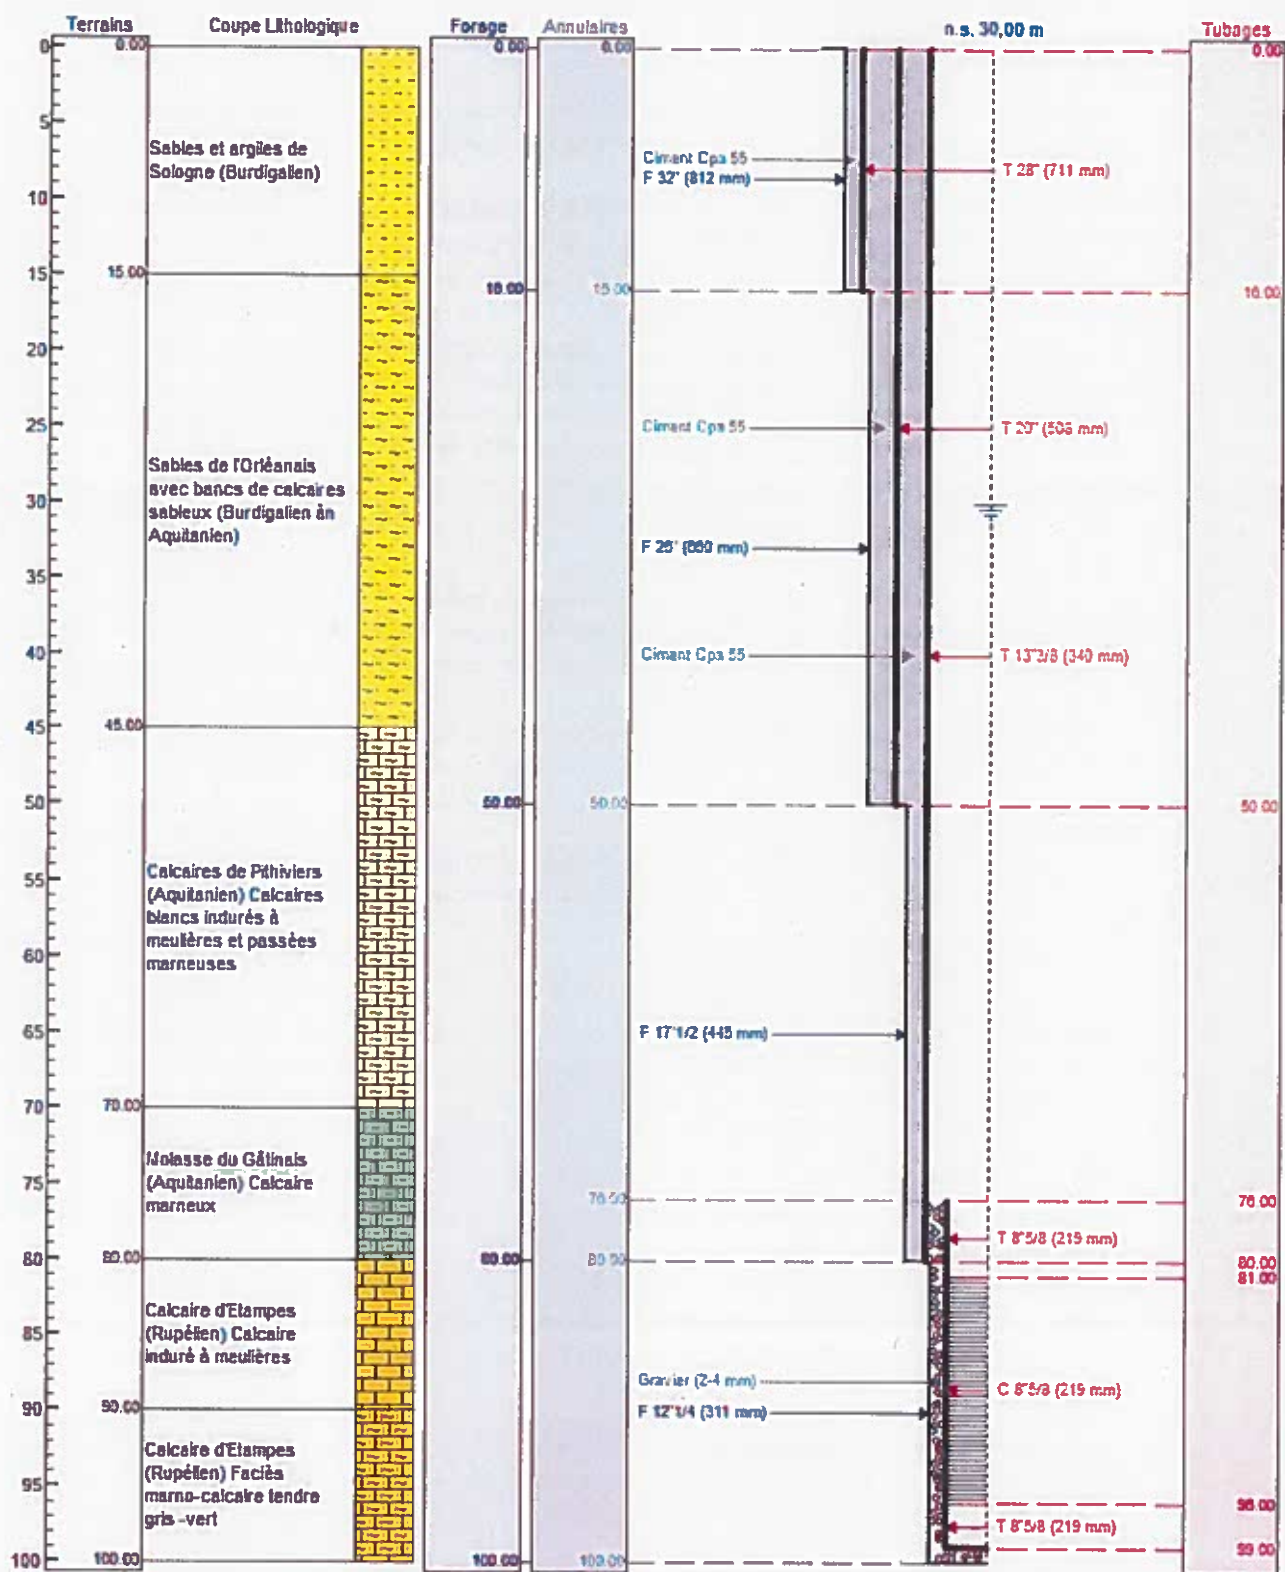 Terrains Coupe Lithologique Forage Annulaires n.s. 30,00 m Tubages
0 0.00 0.00 0.00 0.00
5
Sables et argiles de
Sologne (Burdigalien)
Ciment Cpa 55
F 32" (812 mm)
T 28" (711 mm)
10
15 15.00
16.00 16.00
20
25
Ciment Cpa 55
T 20" (508 mm)
Sables de l'Orléanais
avec bancs de calcaires
sableux (Burdigalien àn
Aquitanien)
30
F 26" (660 mm)
35
40
Ciment Cpa 55
T 13"3/8 (340 mm)
45 45.00
50 50.00 50.00 50.00
55
Calcaires de Pithiviers
(Aquitanien) Calcaires
blancs indurés à
meulières et passées
marneuses
60
65
F 17"1/2 (445 mm)
70 70.00
Molasse du Gâtinais
(Aquitanien) Calcaire
marneux
75
76.00
T 8"5/8 (219 mm)
80 80.00 80.00 80.00
81.00
Calcaire d'Etampes
(Rupélien) Calcaire
induré à meulières
85
Gravier (2-4 mm)
C 8"5/8 (219 mm)
F 12"1/4 (311 mm)
90 90.00
Calcaire d'Etampes
(Rupélien) Faciès
marno-calcaire tendre
gris -vert
95
96.00
T 8"5/8 (219 mm)
99.00
100 100.00 100.00 100.00